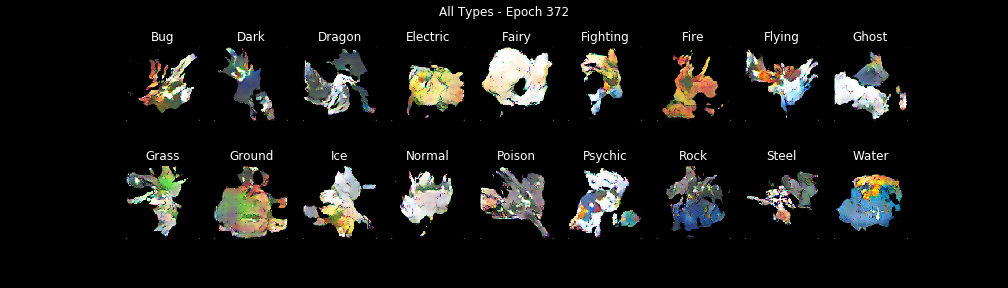 All Types - Epoch 372
Bug Dark Dragon Electric Fairy Fighting Fire Flying Ghost
Grass Ground Ice Normal Poison Psychic Rock Steel Water